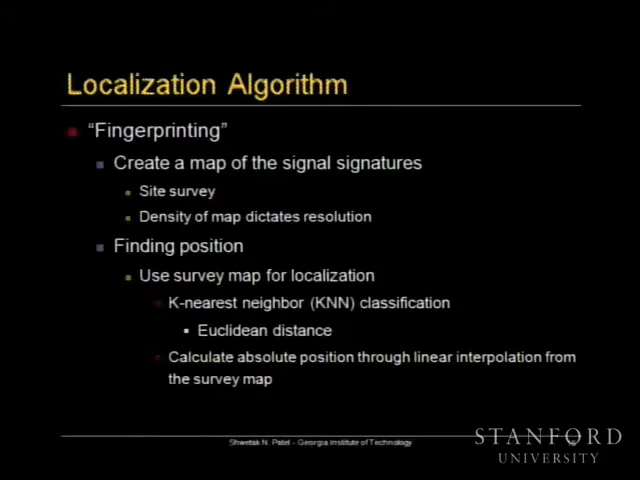 Localization Algorithm
“Fingerprinting”
Create a map of the signal signatures
Site survey
Density of map dictates resolution
Finding position
Use survey map for localization
K-nearest neighbor (KNN) classification
Euclidean distance
Calculate absolute position through linear interpolation from
the survey map
Shwetak N. Patel - Georgia Institute of Technology
STANFORD
UNIVERSITY